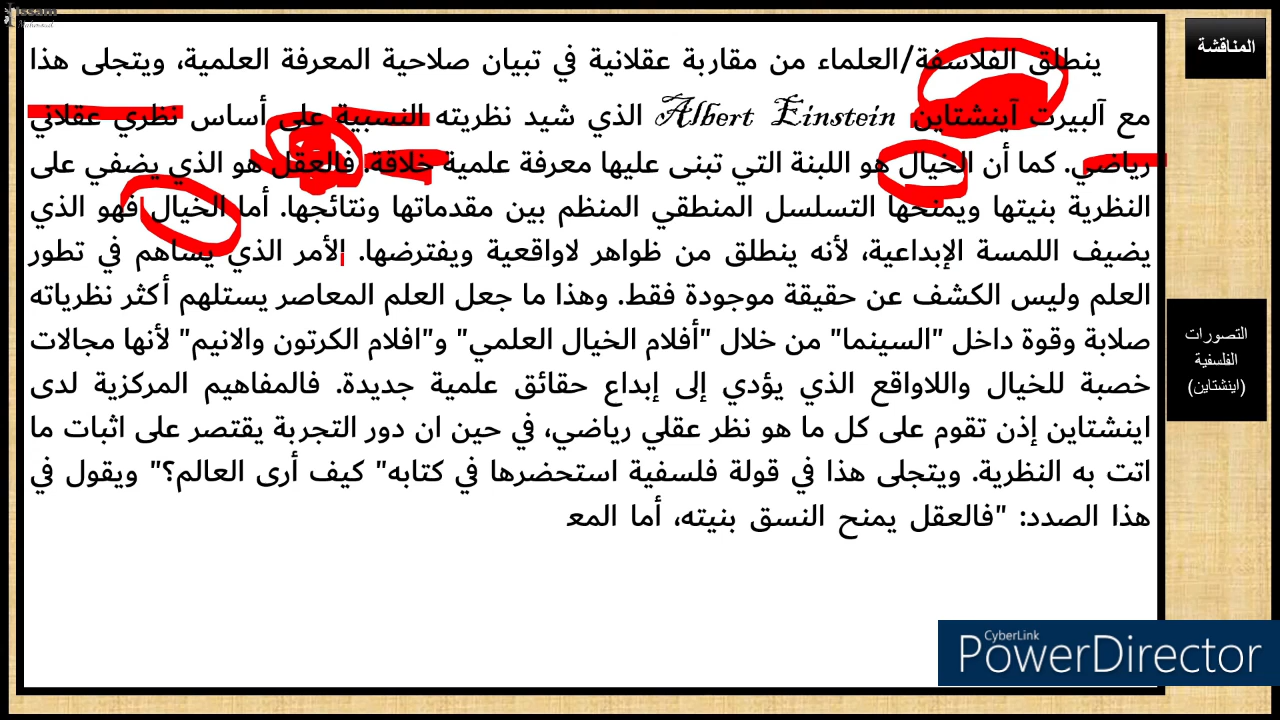 Issam
Mohamed
المناقشة
ينطلق الفلاسفة/العلماء من مقاربة عقلانية في تبيان صلاحية المعرفة العلمية، ويتجلى هذا
مع آلبيرت آينشتاين Albert Einstein الذي شيد نظريته النسبية على أساس نظري عقلاني
رياضي. كما أن الخيال هو اللبنة التي تبنى عليها معرفة علمية خلاقة. فالعقل هو الذي يضفي على
النظرية بنيتها ويمنحها التسلسل المنطقي المنظم بين مقدماتها ونتائجها. أما الخيال فهو الذي
يضيف اللمسة الإبداعية، لأنه ينطلق من ظواهر لاواقعية ويفترضها. الأمر الذي يساهم في تطور
العلم وليس الكشف عن حقيقة موجودة فقط. وهذا ما جعل العلم المعاصر يستلهم أكثر نظرياته
صلابة وقوة داخل "السينما" من خلال "أفلام الخيال العلمي" و"افلام الكرتون والانيم" لأنها مجالات
خصبة للخيال واللاواقع الذي يؤدي إلى إبداع حقائق علمية جديدة. فالمفاهيم المركزية لدى
اينشتاين إذن تقوم على كل ما هو نظر عقلي رياضي، في حين ان دور التجربة يقتصر على اثبات ما
اتت به النظرية. ويتجلى هذا في قولة فلسفية استحضرها في كتابه" كيف أرى العالم؟" ويقول في
هذا الصدد: "فالعقل يمنح النسق بنيته، أما المع
التصورات
الفلسفية
(اينشتاين)
CyberLink
PowerDirector